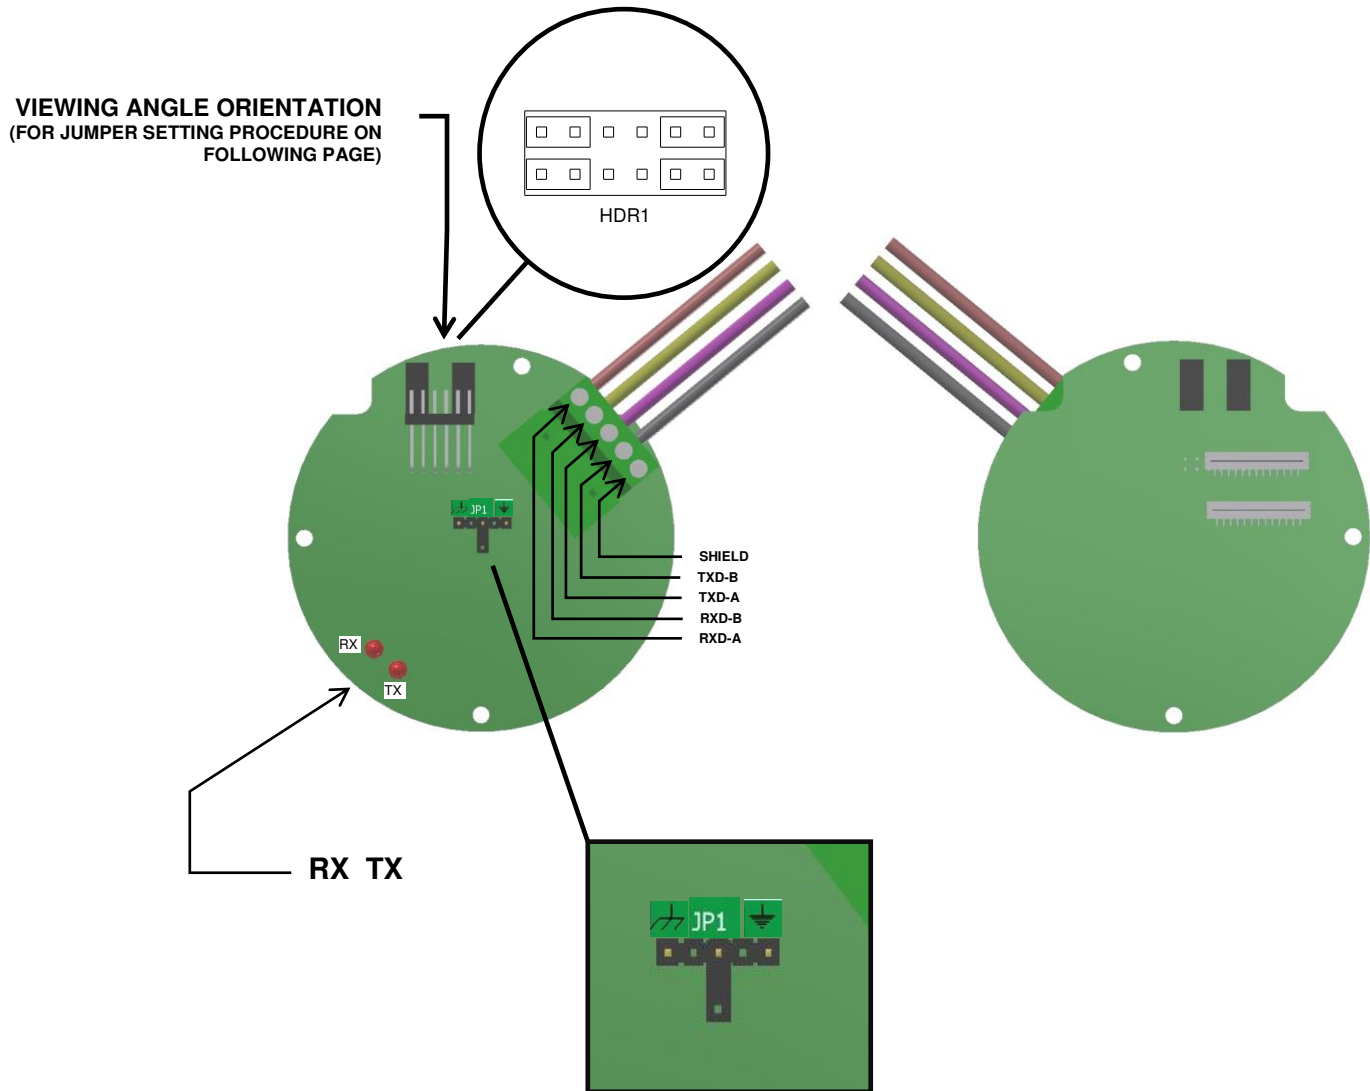 VIEWING ANGLE ORIENTATION
(FOR JUMPER SETTING PROCEDURE ON
FOLLOWING PAGE)
HDR1
JP1
SHIELD
TXD-B
TXD-A
RXD-B
RXD-A
RX
TX
RX TX
JP1